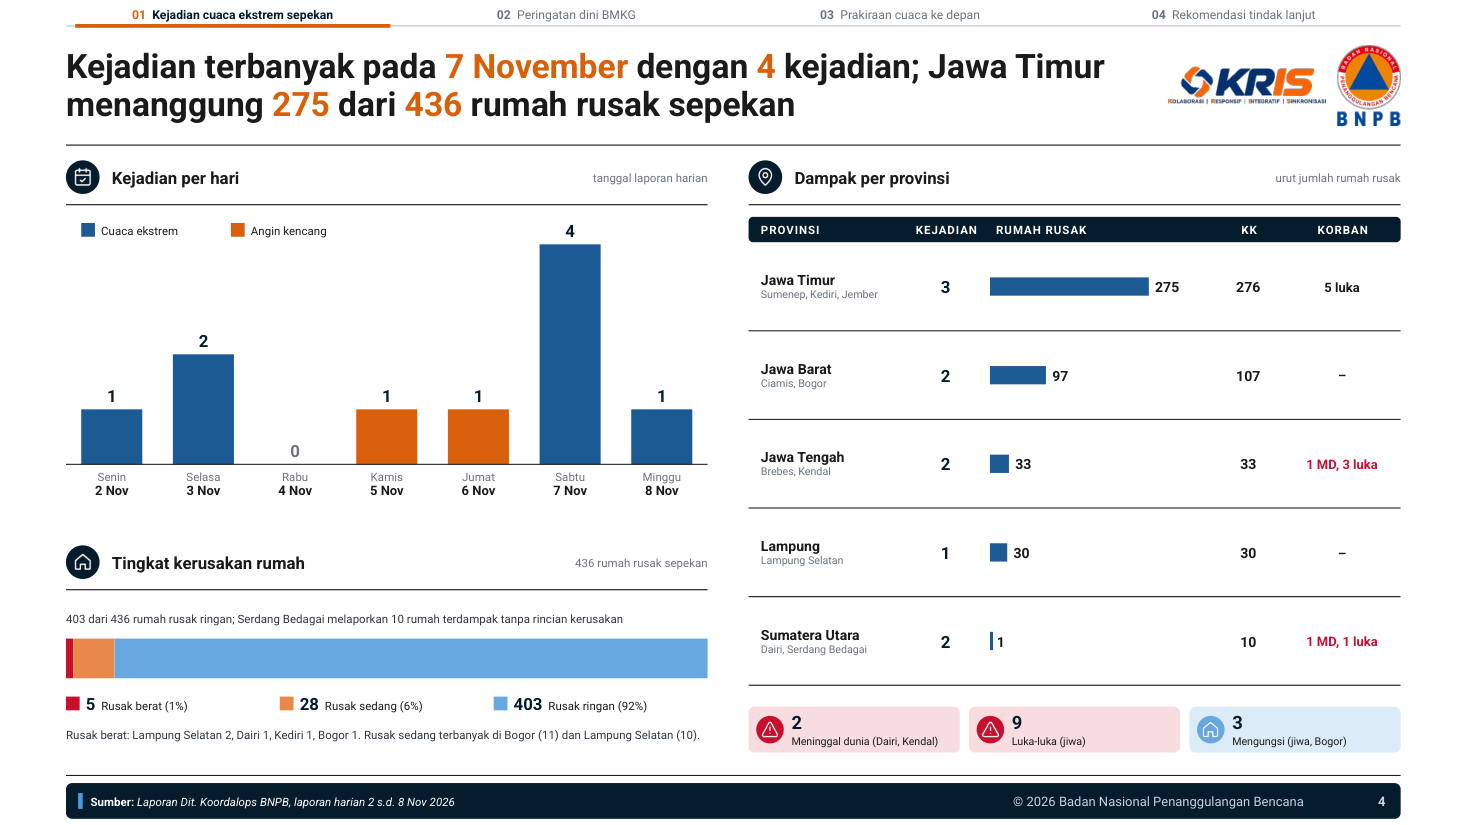 01 Kejadian cuaca ekstrem sepekan
02 Peringatan dini BMKG
03 Prakiraan cuaca ke depan
04 Rekomendasi tindak lanjut
Kejadian terbanyak pada 7 November dengan 4 kejadian; Jawa Timur
menanggung 275 dari 436 rumah rusak sepekan
KRIS
KOLABORASI | RESPONSIF | INTEGRATIF | SINKRONISASI
BADAN NASIONAL
PENANGGULANGAN BENCANA
BNPB
Kejadian per hari
tanggal laporan harian
Cuaca ekstrem
Angin kencang
1
2
0
1
1
4
1
Senin
2 Nov
Selasa
3 Nov
Rabu
4 Nov
Kamis
5 Nov
Jumat
6 Nov
Sabtu
7 Nov
Minggu
8 Nov
Tingkat kerusakan rumah
436 rumah rusak sepekan
403 dari 436 rumah rusak ringan; Serdang Bedagai melaporkan 10 rumah terdampak tanpa rincian kerusakan
5 Rusak berat (1%)
28 Rusak sedang (6%)
403 Rusak ringan (92%)
Rusak berat: Lampung Selatan 2, Dairi 1, Kediri 1, Bogor 1. Rusak sedang terbanyak di Bogor (11) dan Lampung Selatan (10).
Dampak per provinsi
urut jumlah rumah rusak
PROVINSI KEJADIAN RUMAH RUSAK KK KORBAN
Jawa Timur 3 275 276 5 luka
Sumenep, Kediri, Jember
Jawa Barat 2 97 107 –
Ciamis, Bogor
Jawa Tengah 2 33 33 1 MD, 3 luka
Brebes, Kendal
Lampung 1 30 30 –
Lampung Selatan
Sumatera Utara 2 1 10 1 MD, 1 luka
Dairi, Serdang Bedagai
2
Meninggal dunia (Dairi, Kendal)
9
Luka-luka (jiwa)
3
Mengungsi (jiwa, Bogor)
Sumber: Laporan Dit. Koordalops BNPB, laporan harian 2 s.d. 8 Nov 2026
© 2026 Badan Nasional Penanggulangan Bencana
4